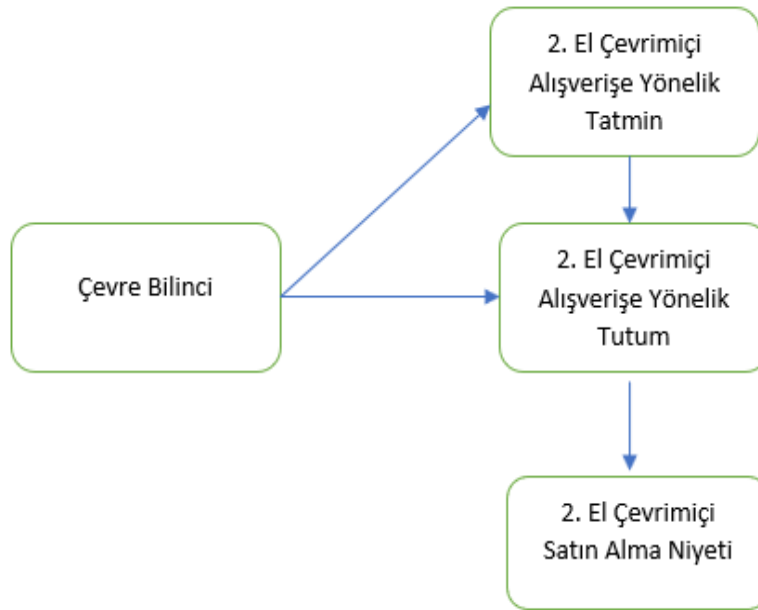 2. El Çevrimiçi
Alışverişe Yönelik
Tatmin
Çevre Bilinci
2. El Çevrimiçi
Alışverişe Yönelik
Tutum
2. El Çevrimiçi
Satın Alma Niyeti